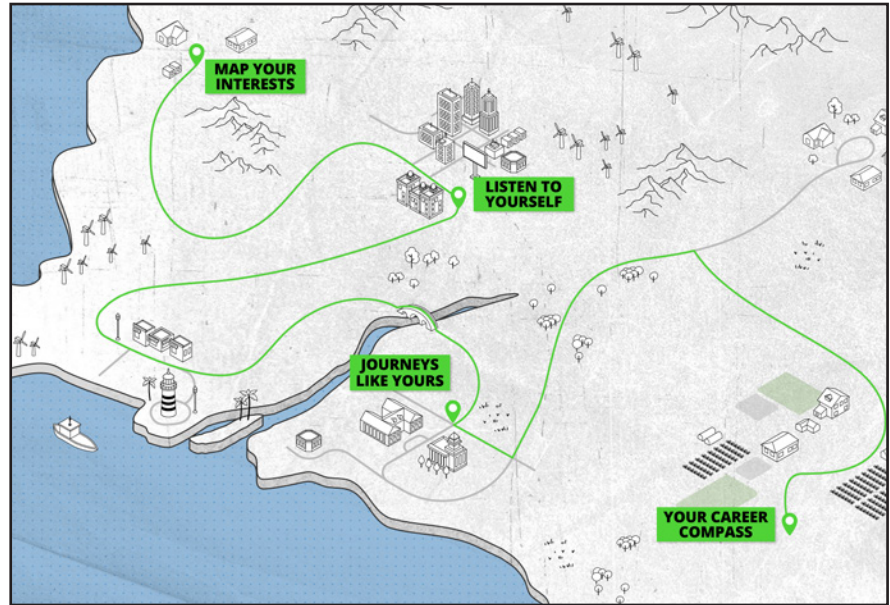 MAP YOUR
INTERESTS
LISTEN TO
YOURSELF
JOURNEYS
LIKE YOURS
YOUR CAREER
COMPASS